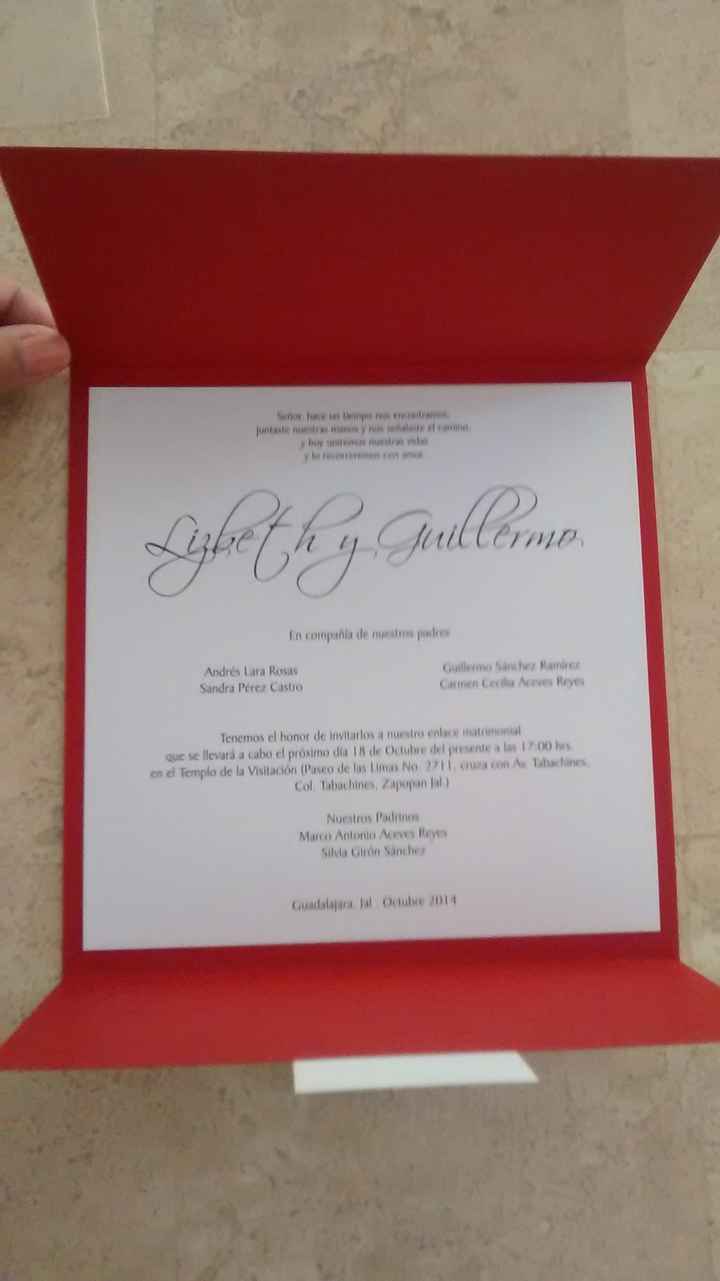 Señor, hace un tiempo nos encontramos,
juntaste nuestras manos y nos señalaste el camino,
y hoy uniremos nuestras vidas
y lo recorreremos con amor.
Lizbeth y Guillermo
En compañía de nuestros padres
Andrés Lara Rosas
Sandra Pérez Castro
Guillermo Sánchez Ramírez
Carmen Cecilia Aceves Reyes
Tenemos el honor de invitarlos a nuestro enlace matrimonial
que se llevará a cabo el próximo día 18 de Octubre del presente a las 17:00 hrs.
en el Templo de la Visitación (Paseo de las Limas No. 2711, cruza con Av. Tabachines,
Col. Tabachines, Zapopan Jal.)
Nuestros Padrinos
Marco Antonio Aceves Reyes
Silvia Girón Sánchez
Guadalajara, Jal. Octubre 2014